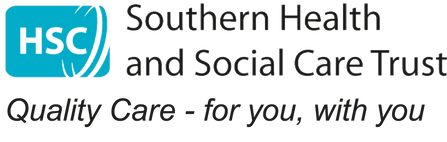 HSC
Southern Health
and Social Care Trust
Quality Care - for you, with you